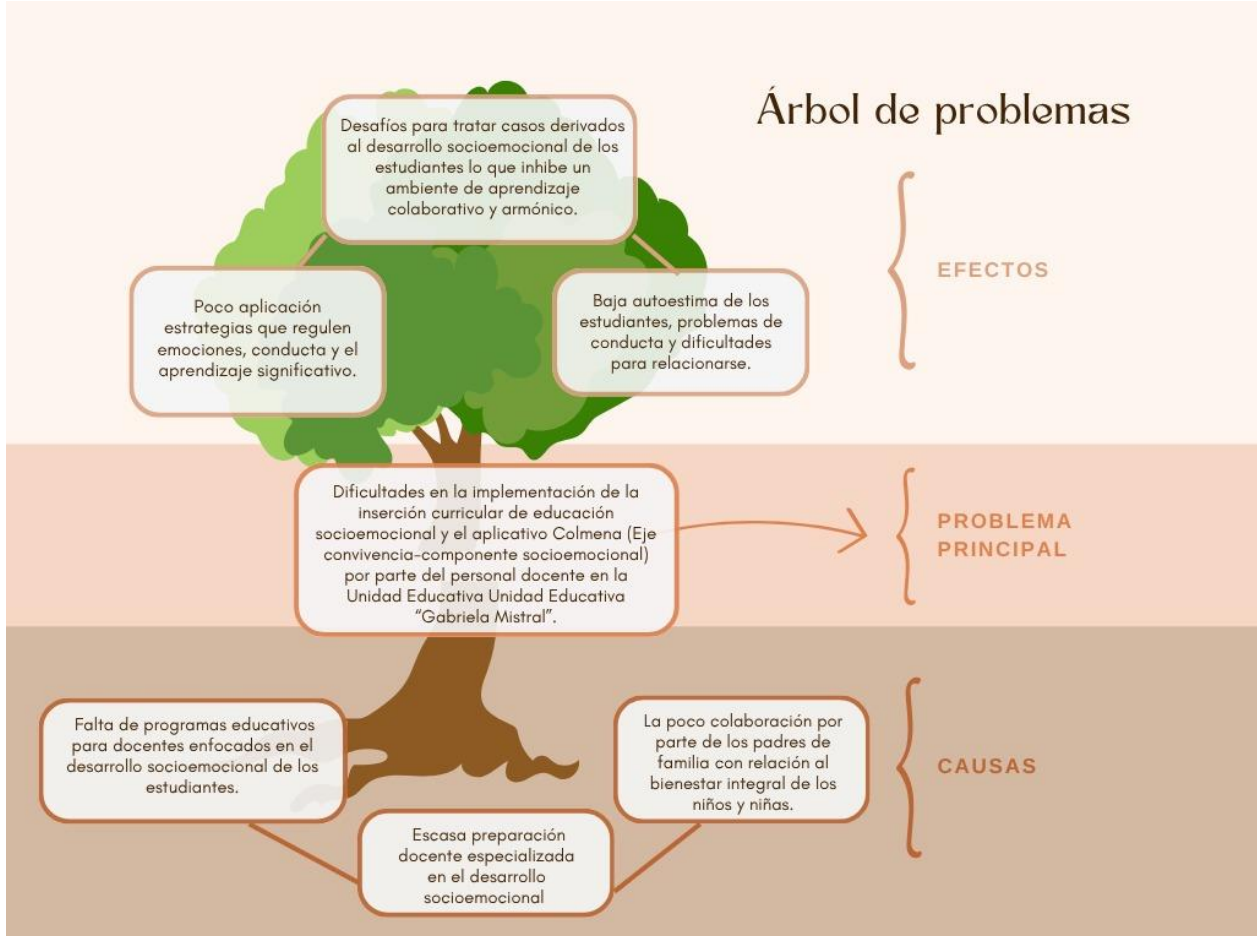 Árbol de problemas
Desafíos para tratar casos derivados
al desarrollo socioemocional de los
estudiantes lo que inhibe un
ambiente de aprendizaje
colaborativo y armónico.
Poco aplicación
estrategias que regulen
emociones, conducta y el
aprendizaje significativo.
Baja autoestima de los
estudiantes, problemas de
conducta y dificultades
para relacionarse.
EFECTOS
Dificultades en la implementación de la
inserción curricular de educación
socioemocional y el aplicativo Colmena (Eje
convivencia-componente socioemocional)
por parte del personal docente en la
Unidad Educativa Unidad Educativa
“Gabriela Mistral”.
PROBLEMA
PRINCIPAL
Falta de programas educativos
para docentes enfocados en el
desarrollo socioemocional de los
estudiantes.
La poco colaboración por
parte de los padres de
familia con relación al
bienestar integral de los
niños y niñas.
CAUSAS
Escasa preparación
docente especializada
en el desarrollo
socioemocional